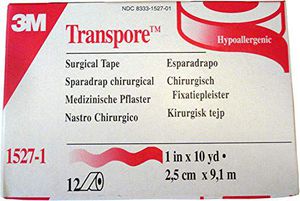 NDC 8333-1527-01
3M
Transpore™
Hypoallergenic
Surgical Tape
Esparadrapo
Sparadrap chirurgical
Chirurgisch
Medizinische Pflaster
Fixatiepleister
Nastro Chirurgico
Kirurgisk tejp
1527-1
1 in x 10 yd •
12
2,5 cm x 9,1 m